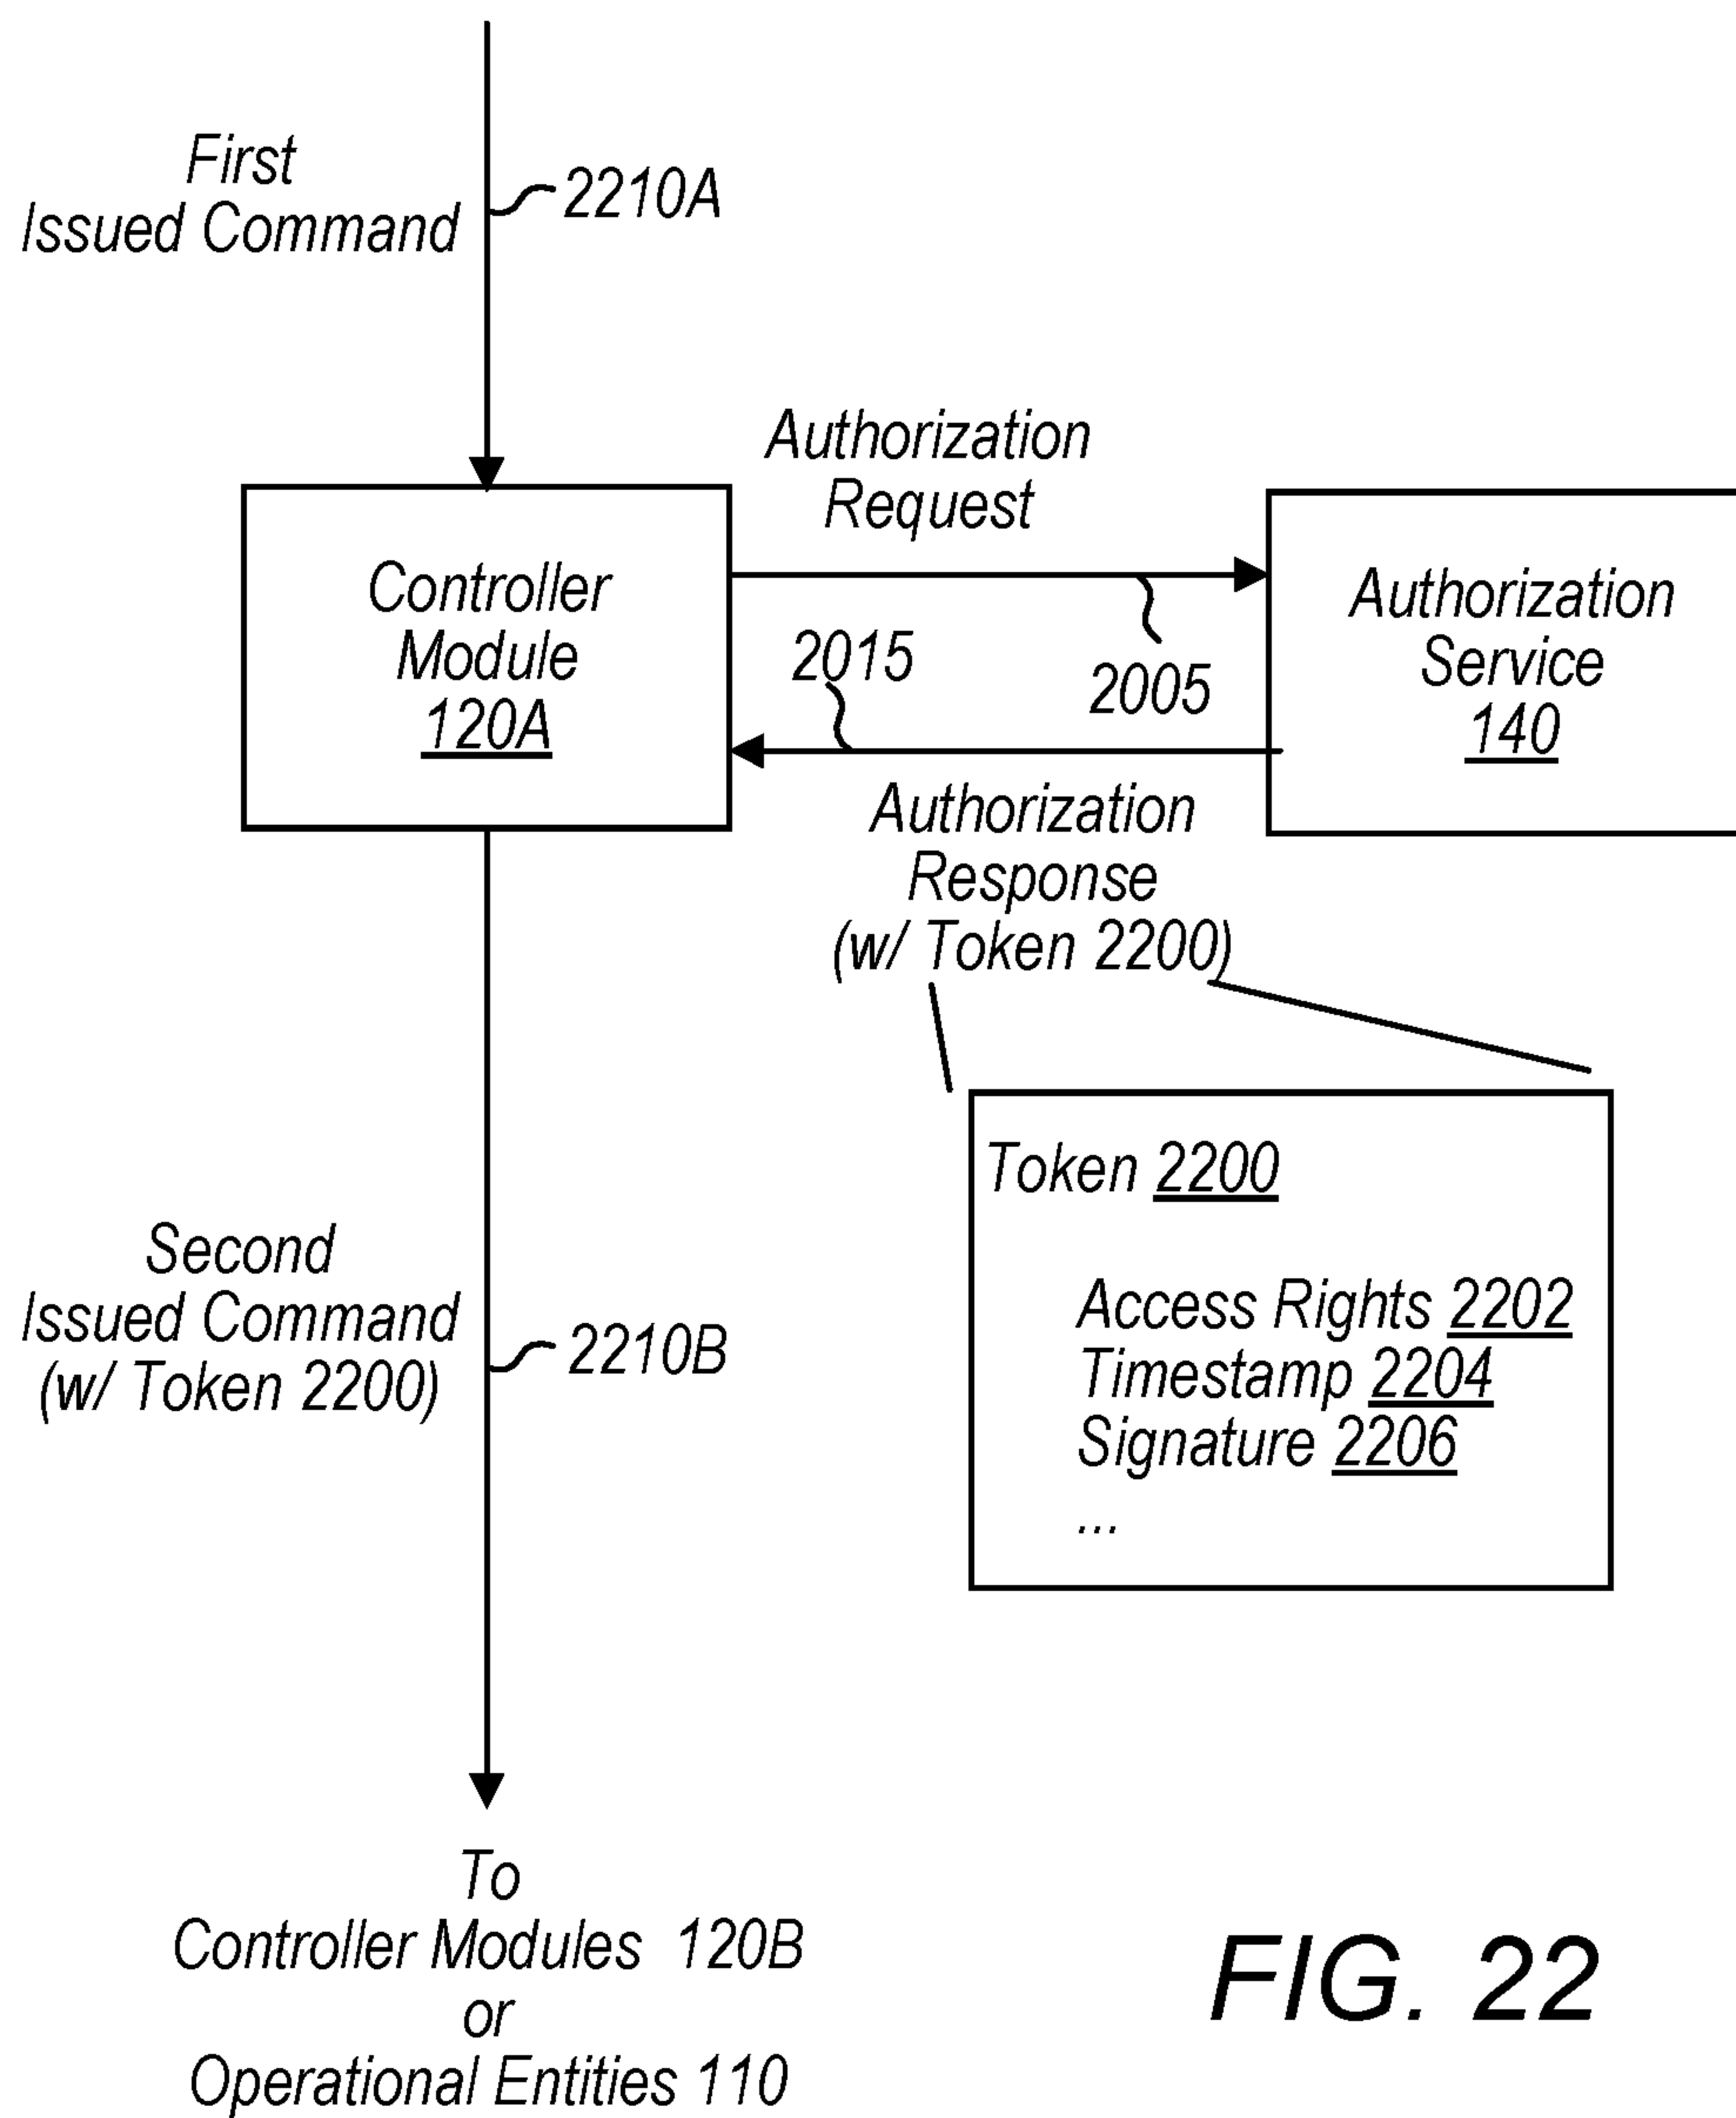 First
Issued Command
2210A
Authorization
Request
Controller
Module
120A
2015
2005
Authorization
Service
140
Authorization
Response
(w/ Token 2200)
Token 2200
Access Rights 2202
Timestamp 2204
Signature 2206
...
Second
Issued Command
(w/ Token 2200)
2210B
To
Controller Modules 120B
or
Operational Entities 110
FIG. 22